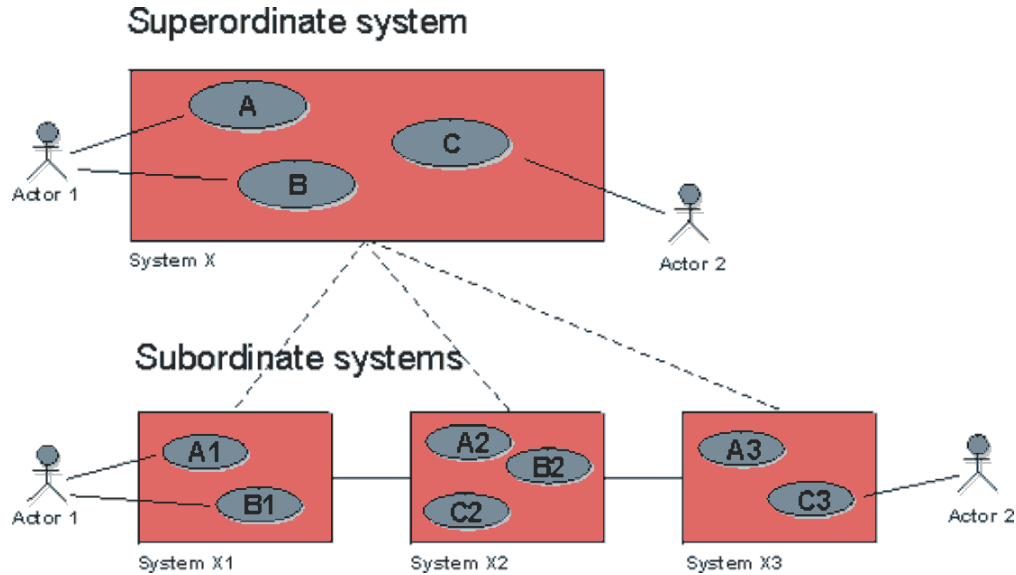 Superordinate system
A
C
B
Actor 1
System X
Actor 2
Subordinate systems
A1
B1
A2
B2
C2
A3
C3
Actor 1
Actor 2
System X1
System X2
System X3